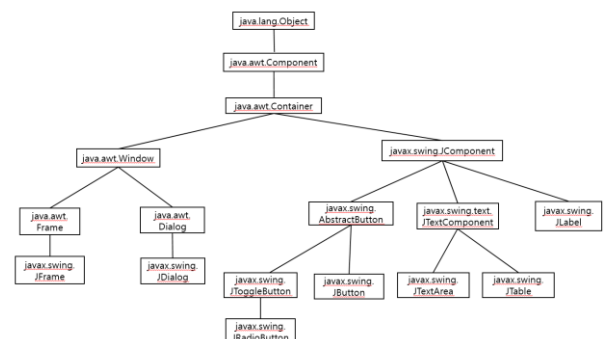 java.lang.Object
java.awt.Component
java.awt.Container
java.awt.Window
javax.swing.JComponent
java.awt.
Frame
java.awt.
Dialog
javax.swing.
AbstractButton
javax.swing.text.
JTextComponent
javax.swing.
JLabel
javax.swing.
JFrame
javax.swing.
JDialog
javax.swing.
JToggleButton
javax.swing.
JButton
javax.swing.
JTextArea
javax.swing.
JTable
javax.swing.
JRadioButton